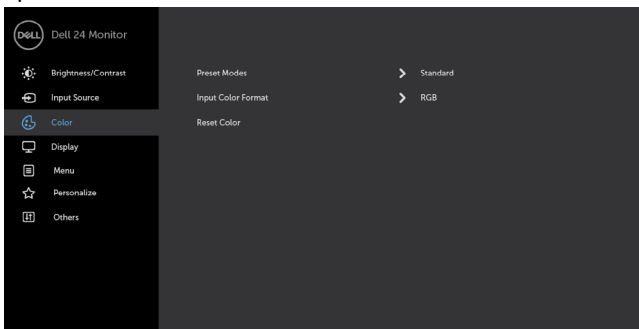 DELL Dell 24 Monitor
Brightness/Contrast Preset Modes Standard
Input Source Input Color Format RGB
Color Reset Color
Display
Menu
Personalize
Others